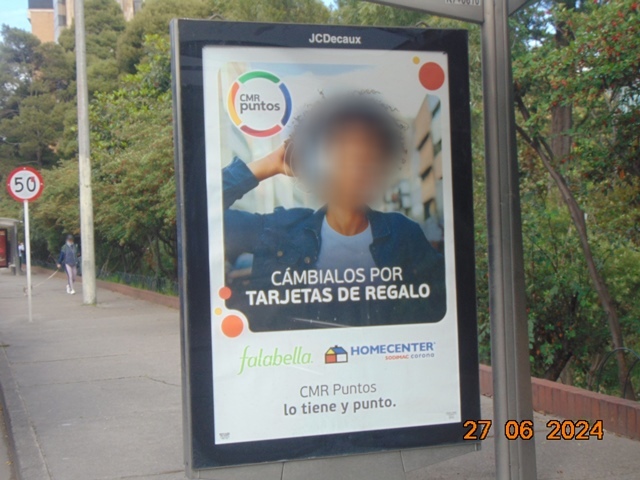 JCDecaux
CMR
puntos
50
CÁMBIALOS POR
TARJETAS DE REGALO
falabella.
HOMECENTER
SODIMAC corona
CMR Puntos
lo tiene y punto.
27 06 2024